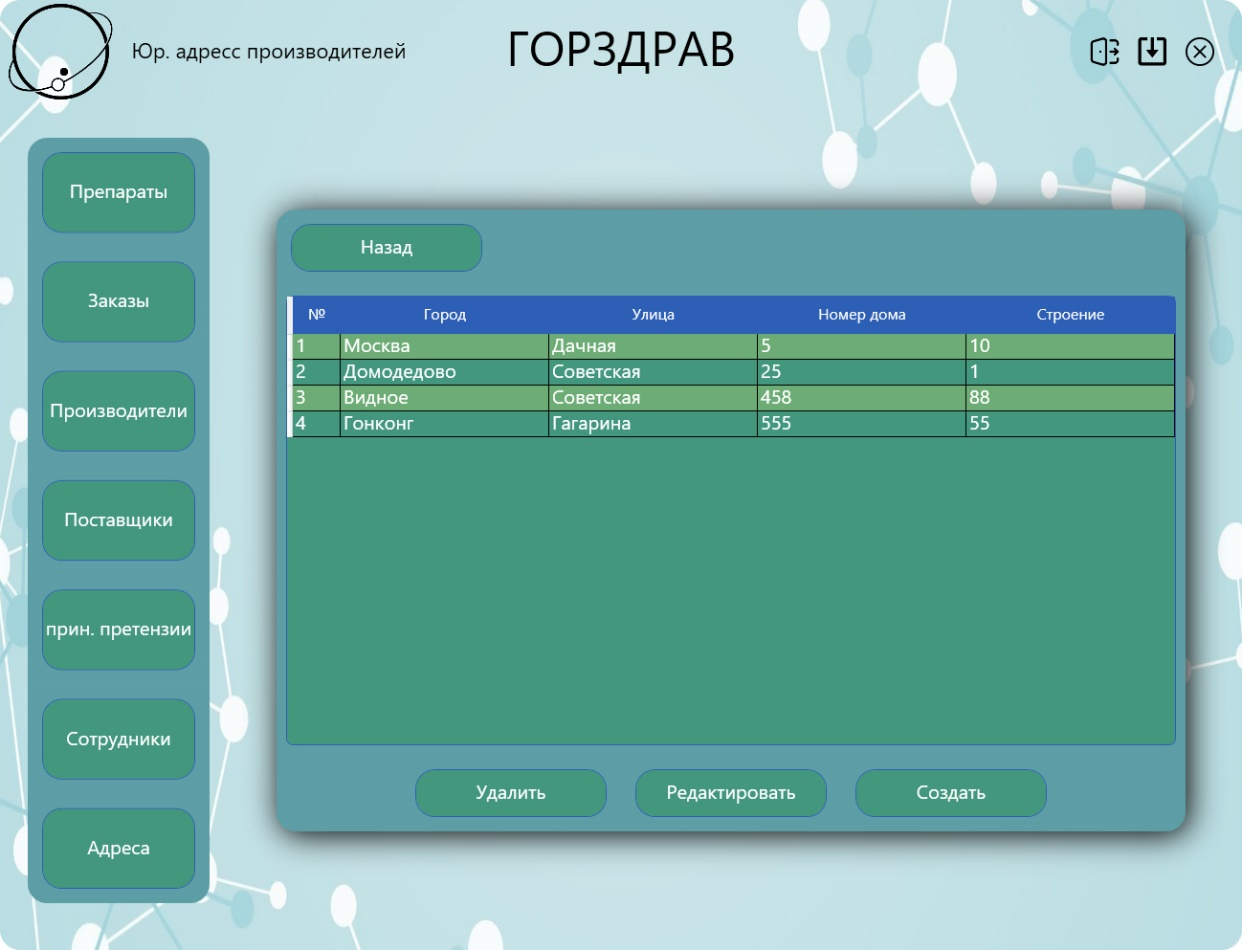 Юр. адресс производителей
ГОРЗДРАВ
Препараты
Заказы
Производители
Поставщики
прин. претензии
Сотрудники
Адреса
Назад
№ Город Улица Номер дома Строение
1 Москва Дачная 5 10
2 Домодедово Советская 25 1
3 Видное Советская 458 88
4 Гонконг Гагарина 555 55
Удалить Редактировать Создать